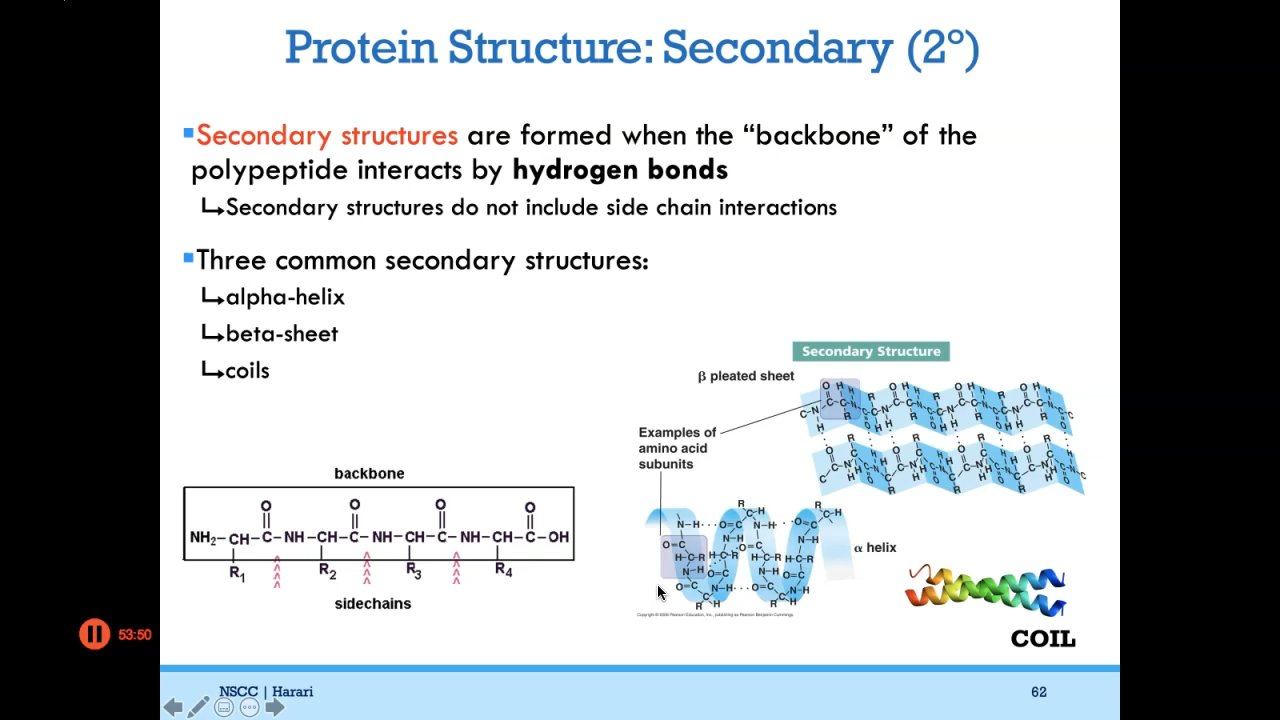 Protein Structure: Secondary (2°)
Secondary structures are formed when the “backbone” of the
polypeptide interacts by hydrogen bonds
Secondary structures do not include side chain interactions
Three common secondary structures:
alpha-helix
beta-sheet
coils
Secondary Structure
β pleated sheet
Examples of
amino acid
subunits
α helix
backbone
O O O O
NH2-CH-C-NH-CH-C-NH-CH-C-NH-CH-C-OH
R1 R2 R3 R4
sidechains
COIL
53:50
NSCC | Harari
62